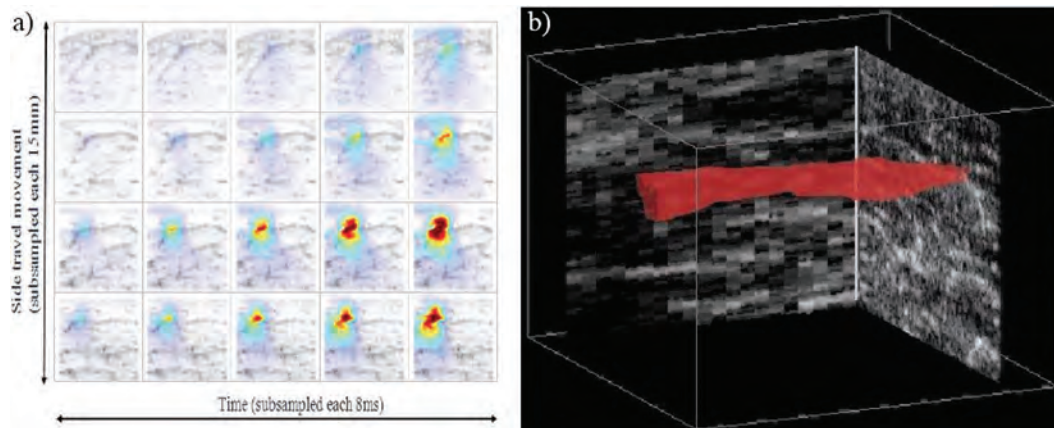 a)
b)
Side travel movement
(subsampled each 15mm)
Time (subsampled each 8ms)